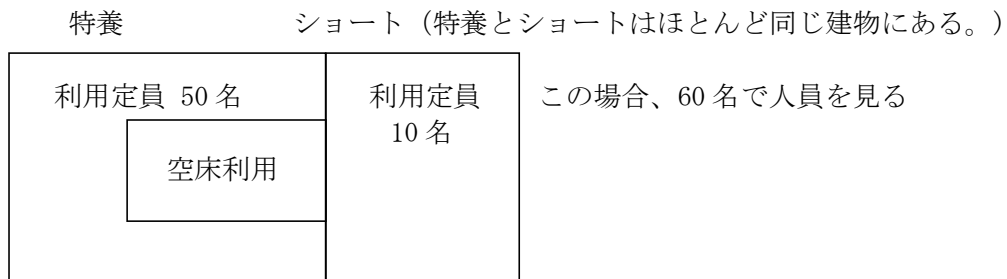 特養 ショート（特養とショートはほとんど同じ建物にある。）
利用定員 50 名 利用定員 この場合、60 名で人員を見る
10 名
空床利用